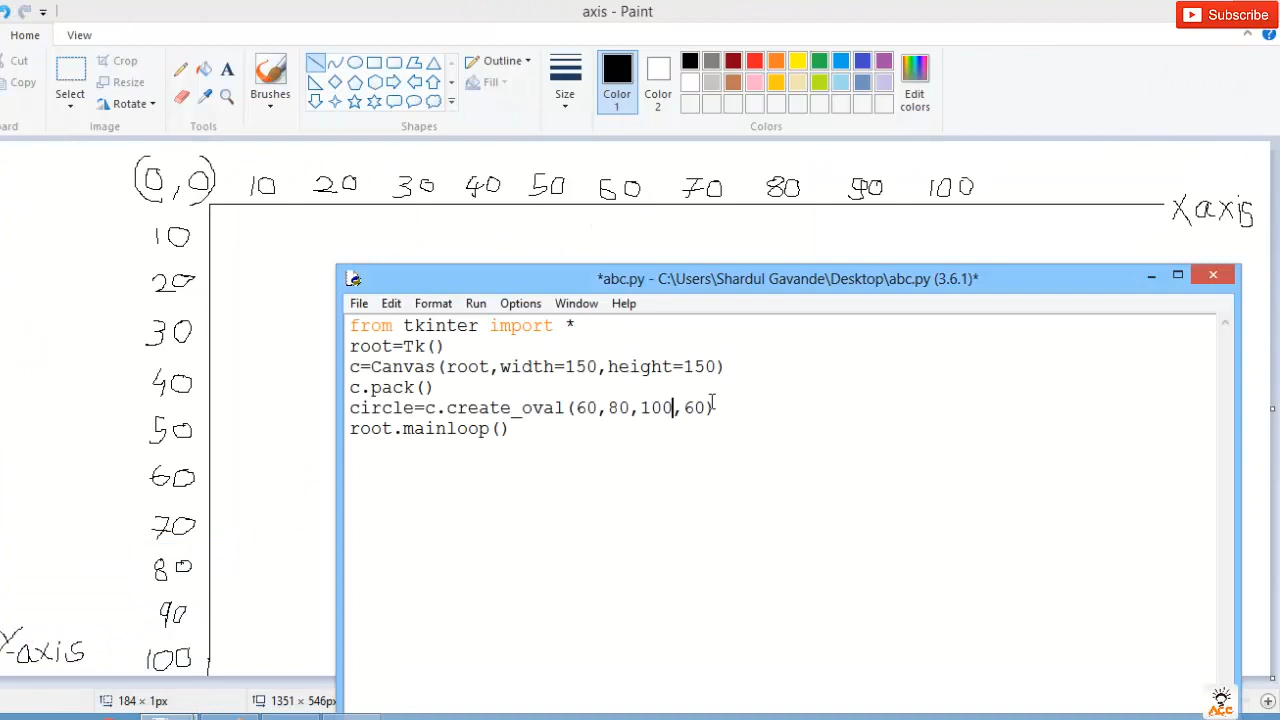 axis - Paint
Subscribe
Home View
Cut
Copy
Select
Crop
Resize
Rotate
Brushes
Outline
Fill
Size
Color 1
Color 2
Edit colors
Image Tools Shapes Colors
(0,0) 10 20 30 40 50 60 70 80 90 100
X axis
10
20
30
40
50
60
70
80
90
100
Y-axis
*abc.py - C:\Users\Shardul Gavande\Desktop\abc.py (3.6.1)*
File Edit Format Run Options Window Help
from tkinter import *
root=Tk()
c=Canvas(root,width=150,height=150)
c.pack()
circle=c.create_oval(60,80,100,60)
root.mainloop()
184 × 1px
1351 × 546px
ACC